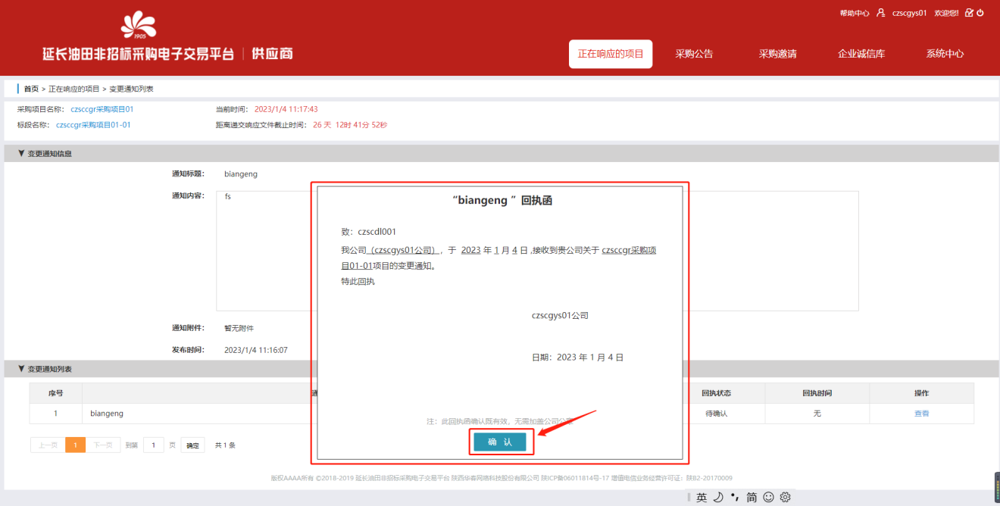 帮助中心 czscgys01 欢迎您!
1905
延长油田非招标采购电子交易平台 | 供应商
正在响应的项目 采购公告 采购邀请 企业诚信库 系统中心
首页 > 正在响应的项目 > 变更通知列表
采购项目名称: czsccgr采购项目01 当前时间: 2023/1/4 11:17:43
标段名称: czsccgr采购项目01-01 距离递交响应文件截止时间: 26 天 12时 41分 52秒
▼ 变更通知信息
通知标题: biangeng
通知内容: fs
“biangeng ” 回执函
致: czscdl001
我公司（czscgys01公司）, 于 2023 年 1 月 4 日 ,接收到贵公司关于 czsccgr采购项
目01-01项目的变更通知。
特此回执
czscgys01公司
日期: 2023 年 1 月 4 日
注: 此回执函确认既有效, 无需加盖公司公章
确 认
通知附件: 暂无附件
发布时间: 2023/1/4 11:16:07
▼ 变更通知列表
序号 通 回执状态 回执时间 操作
1 biangeng 待确认 无 查看
上一页 1 下一页 到第 1 页 确定 共 1 条
版权AAAA所有 ©2018-2019 延长油田非招标采购电子交易平台 陕西华春网络科技股份有限公司 陕ICP备06011814号-17 增值电信业务经营许可证: 陕B2-20170009
英 简